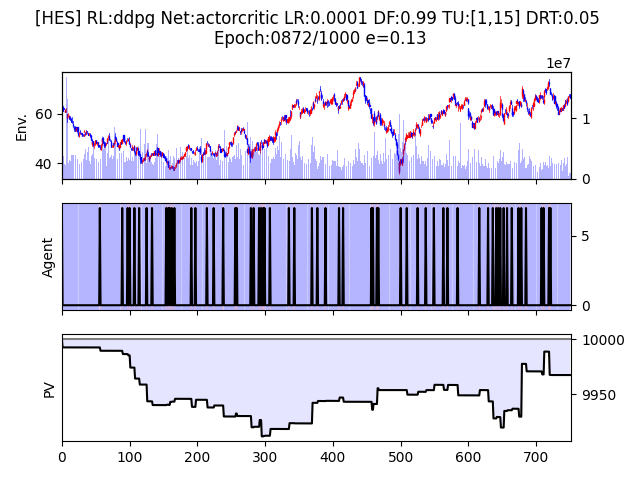 [HES] RL:ddpg Net:actorcritic LR:0.0001 DF:0.99 TU:[1,15] DRT:0.05
Epoch:0872/1000 e=0.13
1e7
Env.
60
40
1
0
Agent
5
0
PV
10000
9950
0 100 200 300 400 500 600 700